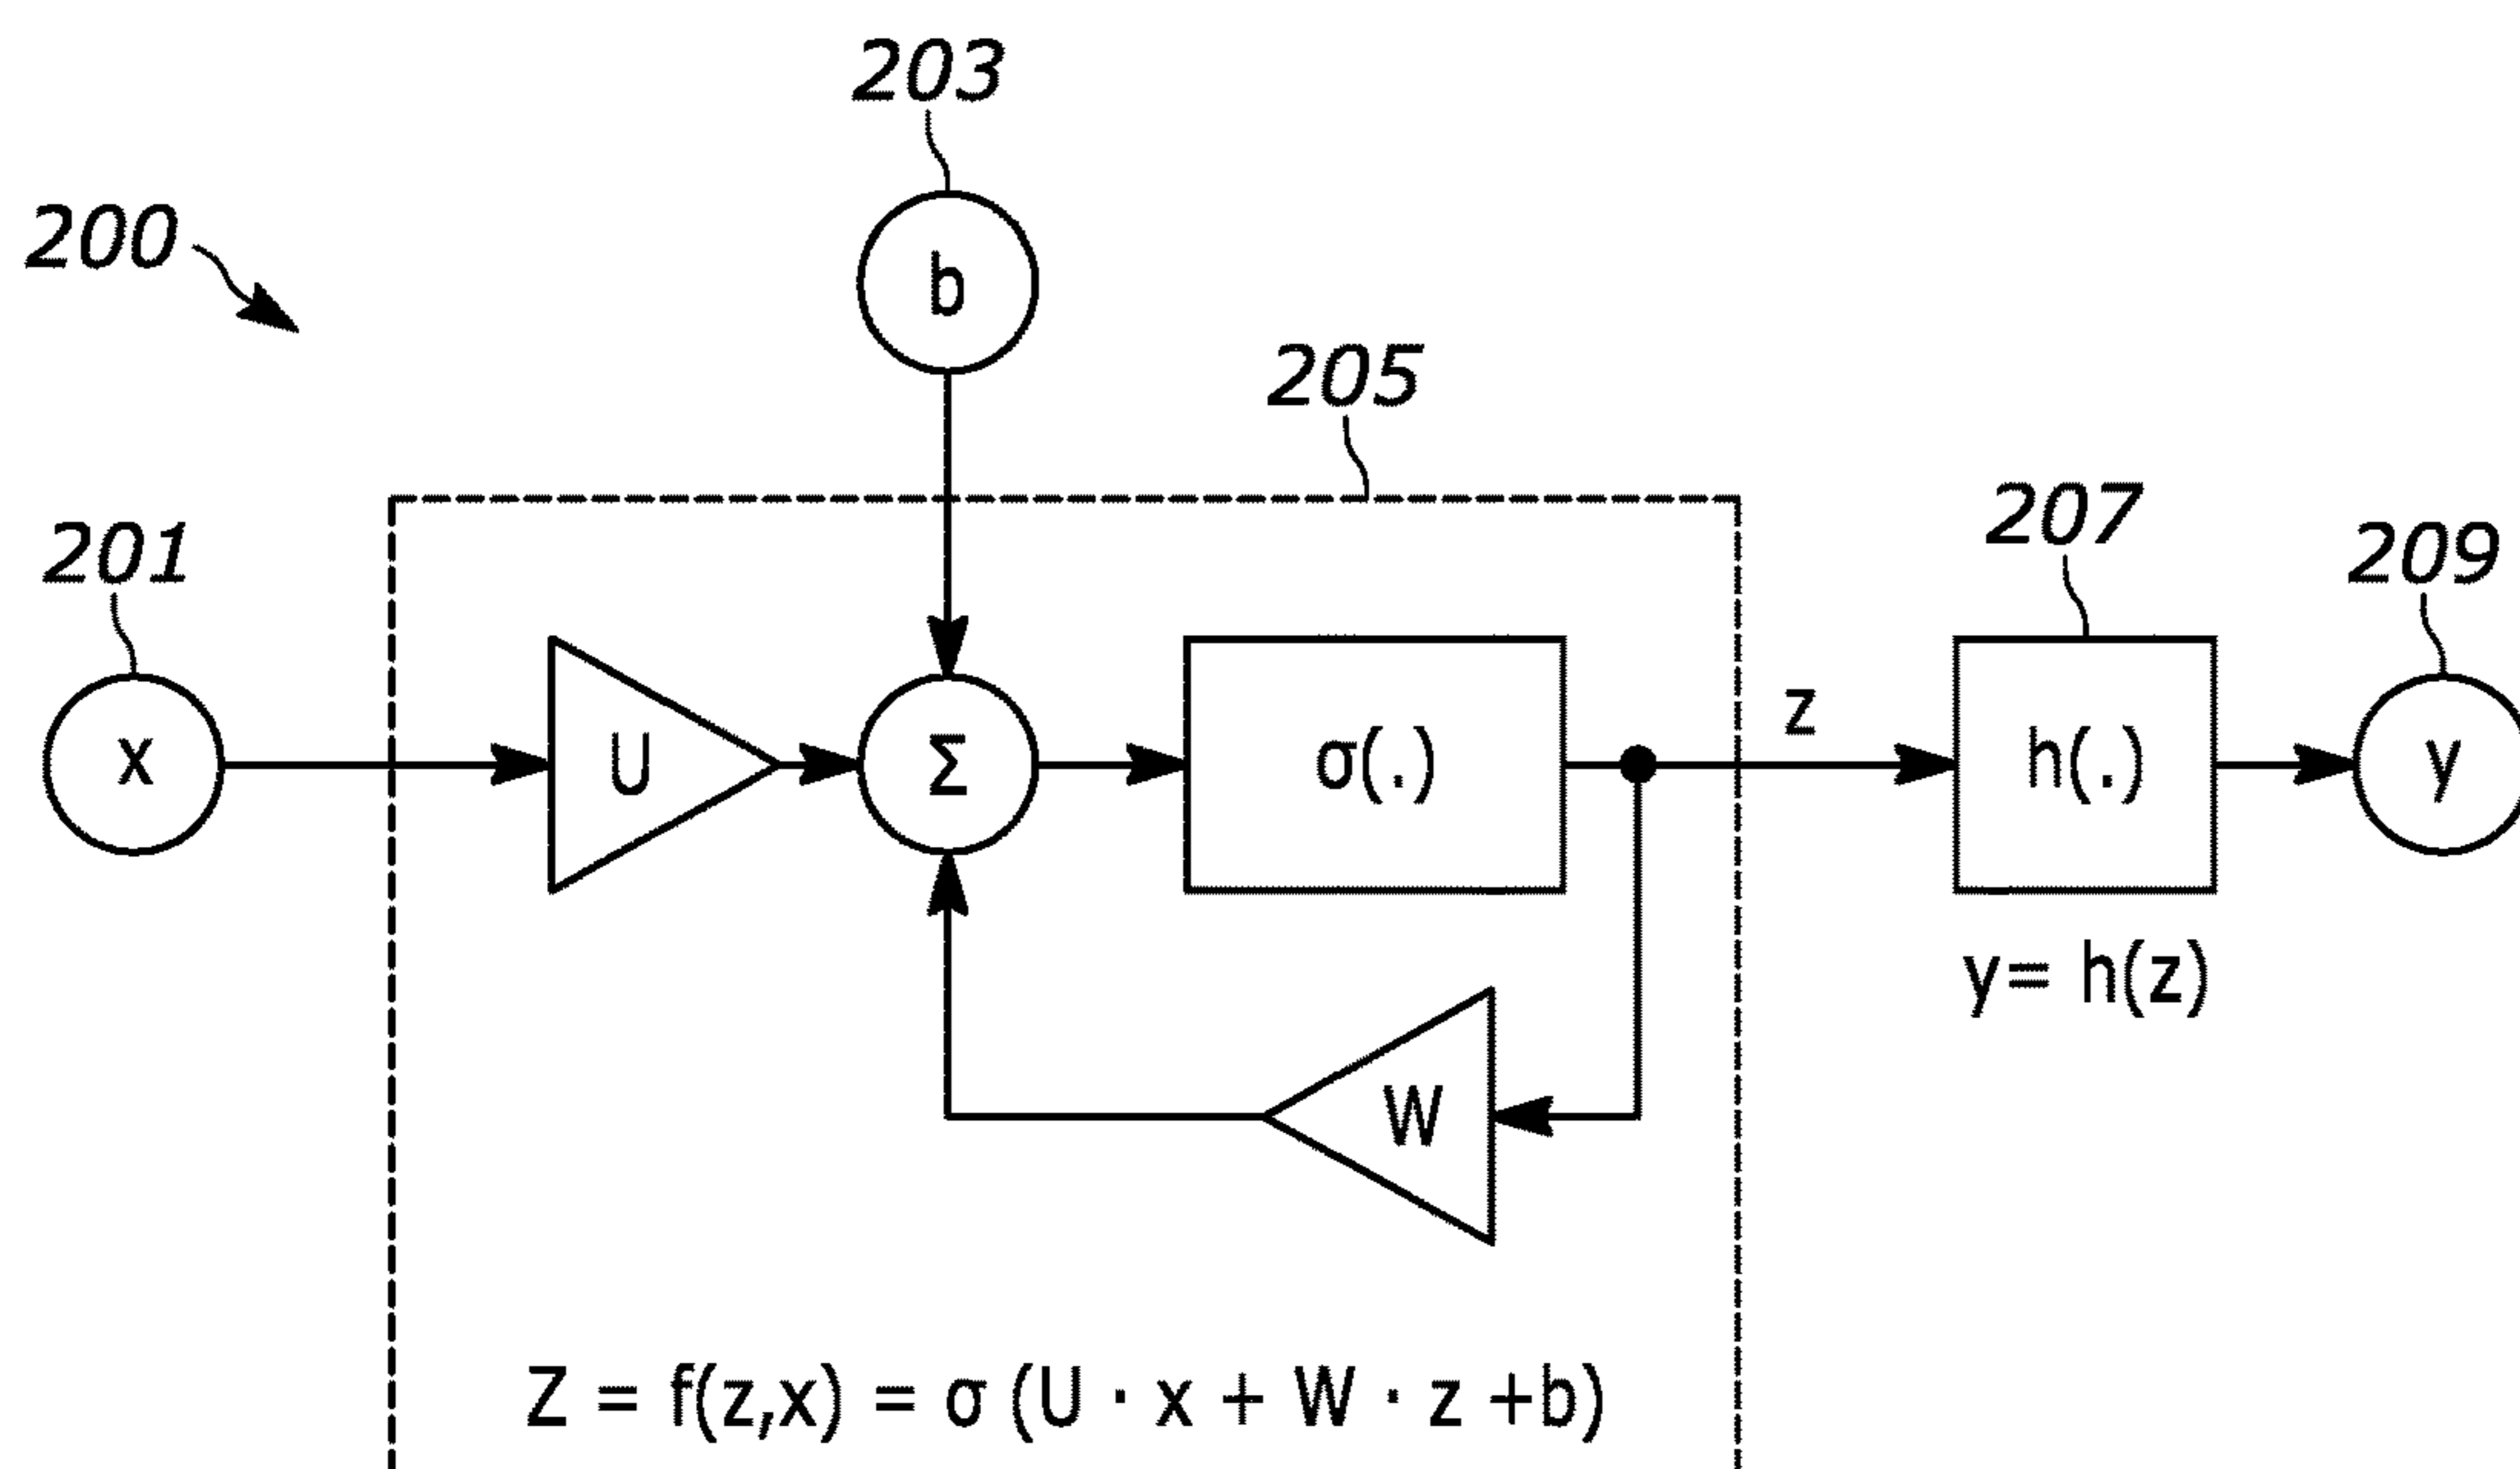 203
200
b
205
201
207
209
x
U
Σ
σ(.)
z
h(.)
y
y= h(z)
W
Z = f(z,x) = σ (U · x + W · z +b)